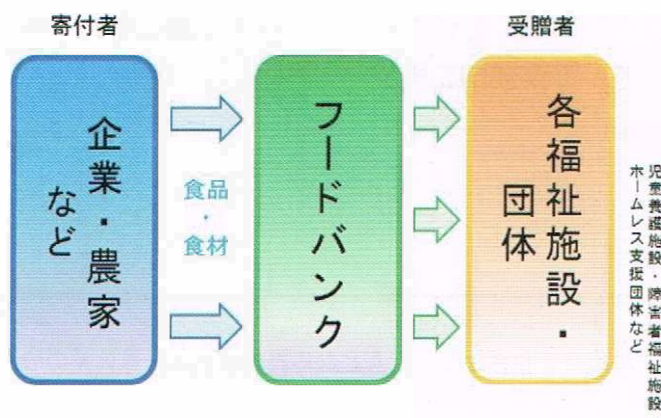 寄付者
企業・農家
など
食品
・
食材
フードバンク
受贈者
各福祉施設・
団体
児童養護施設・障害者福祉施設
ホームレス支援団体など